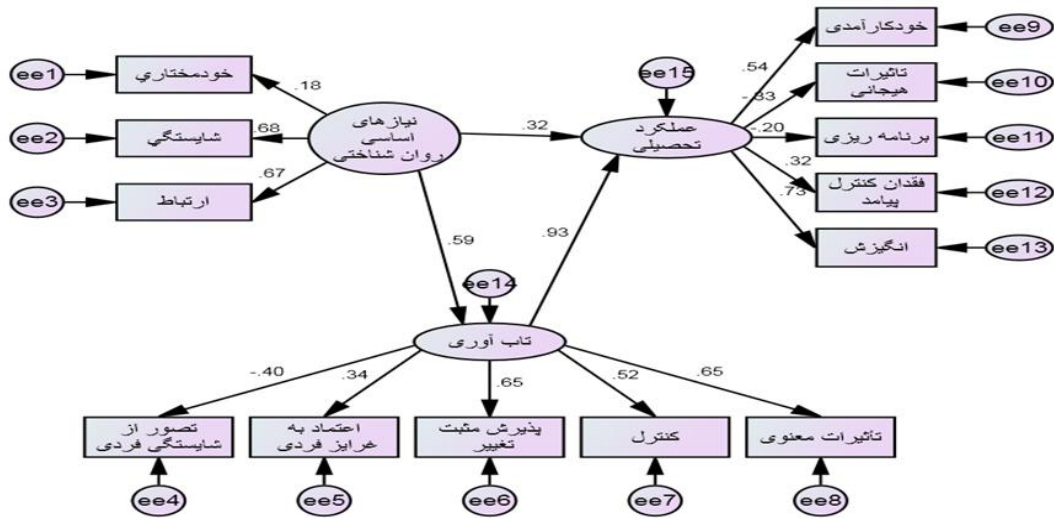 ee1
خودمختاري
ee2
شايستگي
ee3
ارتباط
.18
.68
.67
نیازهای
اساسی
روان شناختی
.32
.59
.93
ee15
عملکرد
تحصیلی
.54
-.83
-.20
.32
.73
خودکارآمدی
ee9
تاثیرات
هیجانی
ee10
برنامه ریزی
ee11
فقدان کنترل
پیامد
ee12
انگیزش
ee13
ee14
تاب آوری
-.40
.34
.65
.52
.65
تصور از
شایستگی فردی
اعتماد به
غرایز فردی
پذیرش مثبت
تغییر
کنترل
تأثیرات معنوی
ee4
ee5
ee6
ee7
ee8